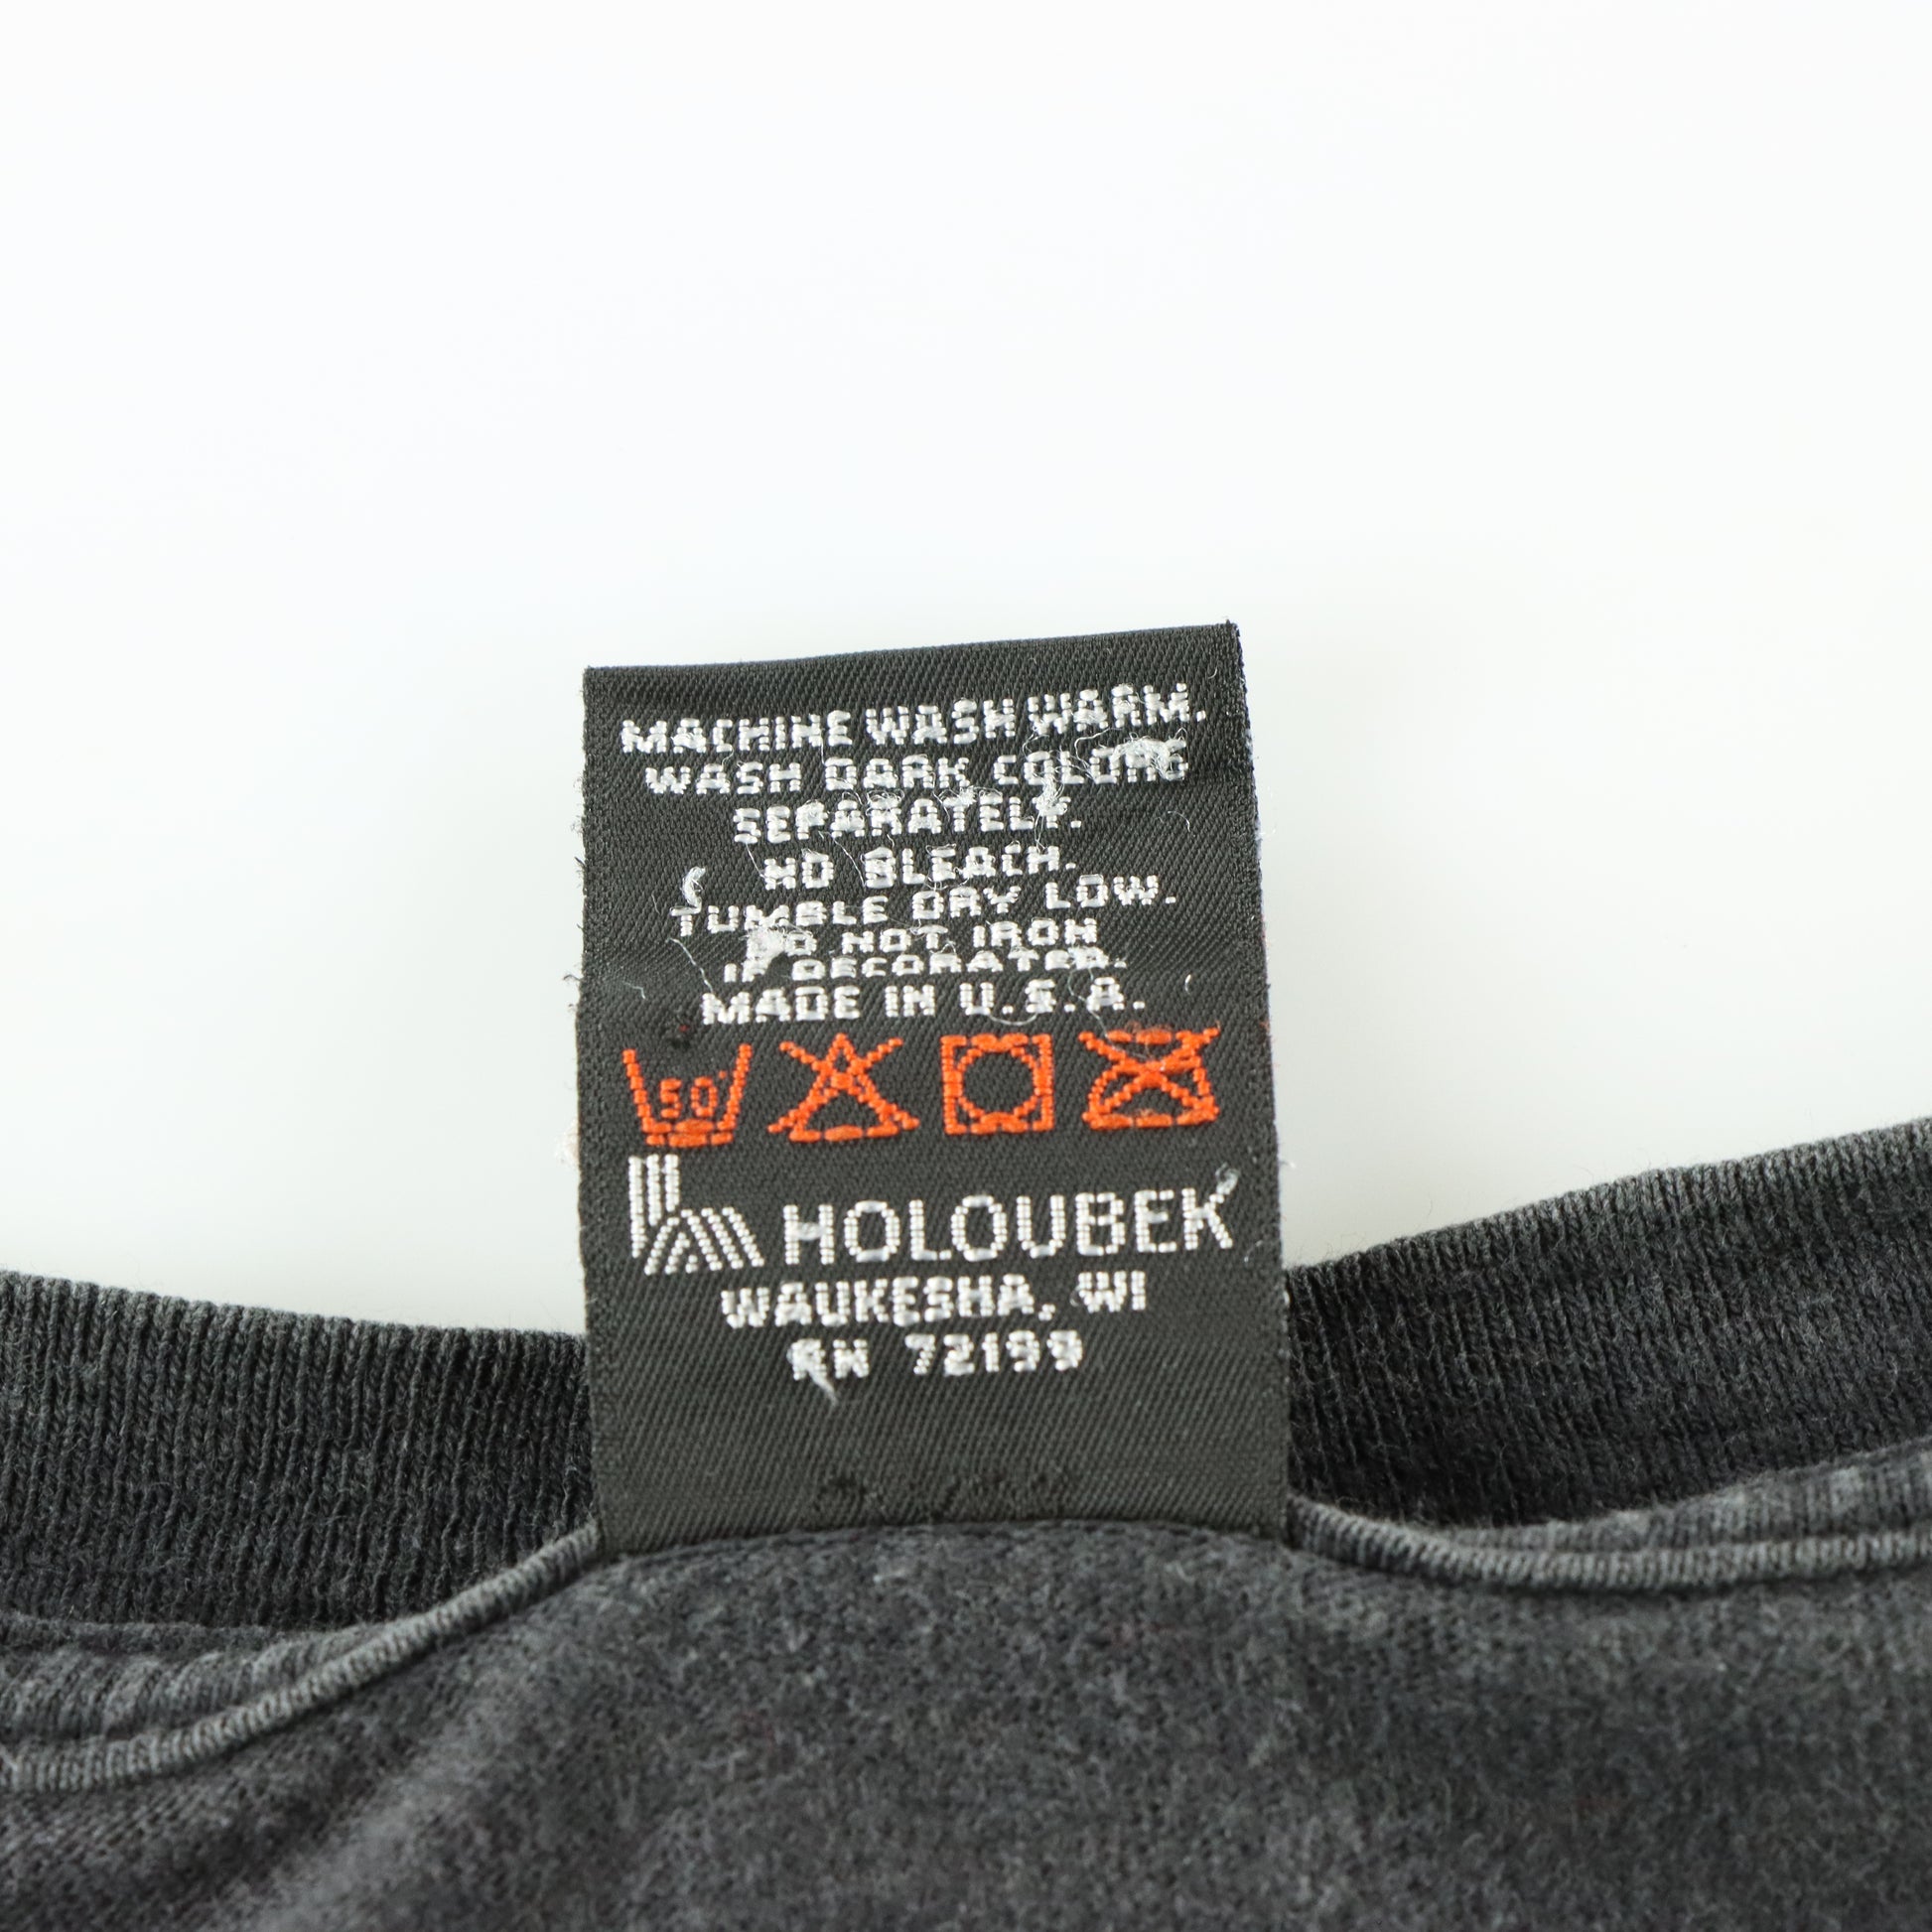 MACHINE WASH WARM.
WASH DARK COLORS
SEPARATELY.
NO BLEACH.
TUMBLE DRY LOW.
DO NOT IRON
IF DECORATED.
MADE IN U.S.A.
50°
HOLOUBEK
WAUKESHA, WI
RN 72199